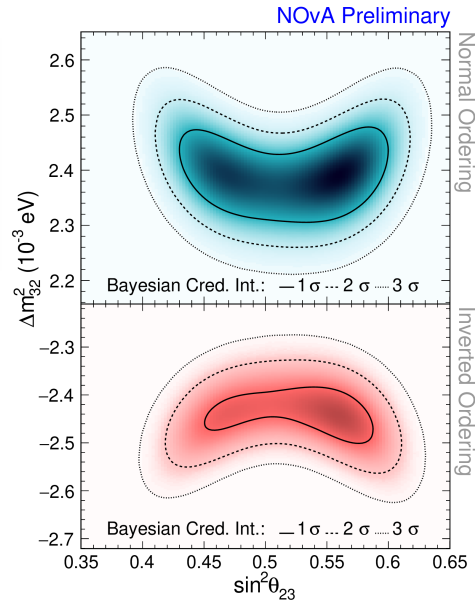 NOvA Preliminary
Normal Ordering
2.6
2.5
2.4
2.3
2.2
Δm²₃₂ (10⁻³ eV)
Bayesian Cred. Int.: 1 σ 2 σ 3 σ
Inverted Ordering
−2.3
−2.4
−2.5
−2.6
−2.7
Bayesian Cred. Int.: 1 σ 2 σ 3 σ
0.35 0.4 0.45 0.5 0.55 0.6 0.65
sin²θ₂₃